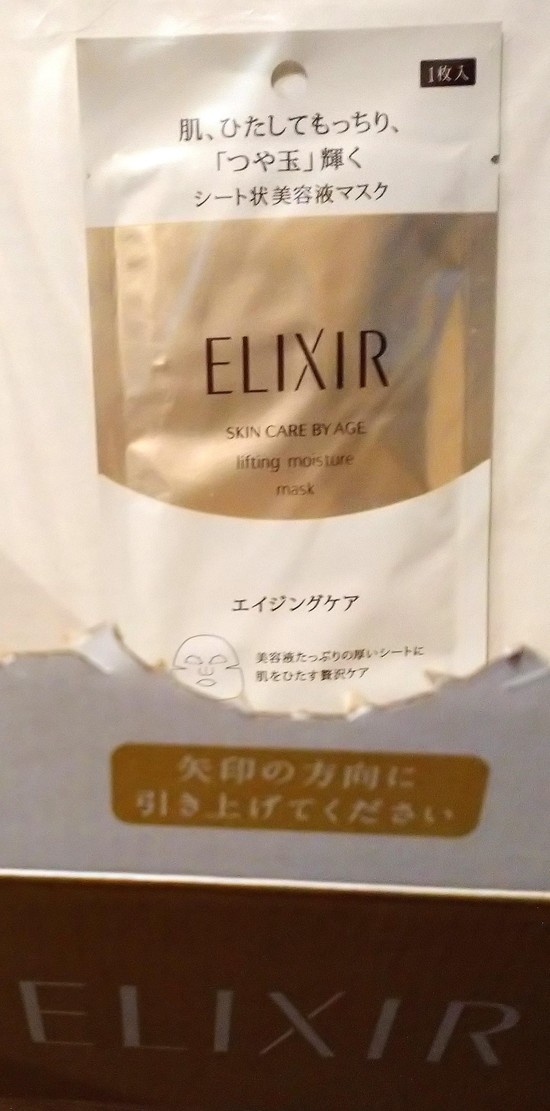 1枚入
肌、ひたしてもっちり、
「つや玉」輝く
シート状美容液マスク
ELIXIR
SKIN CARE BY AGE
lifting moisture
mask
エイジングケア
美容液たっぷりの厚いシートに
肌をひたす贅沢ケア
矢印の方向に
引き上げてください
ELIXIR